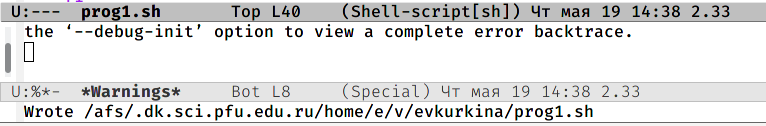 U:---  prog1.sh       Top L40    (Shell-script[sh]) Чт мая 19 14:38 2.33
the ‘--debug-init’ option to view a complete error backtrace.
U:%*-  *Warnings*     Bot L8     (Special) Чт мая 19 14:38 2.33
Wrote /afs/.dk.sci.pfu.edu.ru/home/e/v/evkurkina/prog1.sh